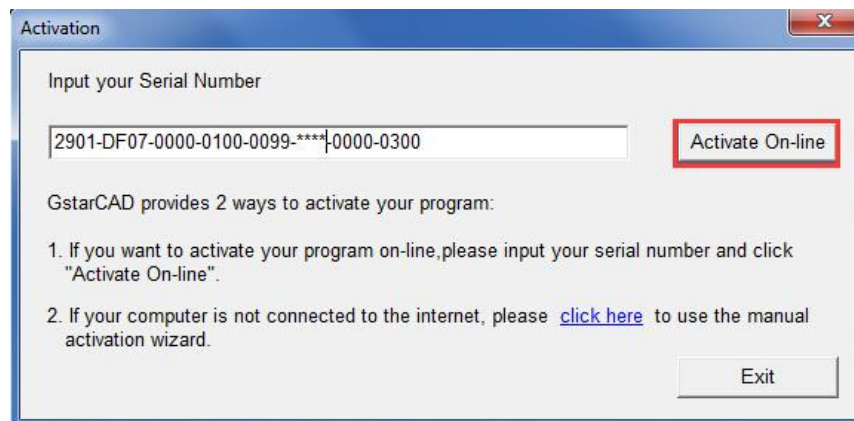 Activation
Input your Serial Number
2901-DF07-0000-0100-0099-****-0000-0300
Activate On-line
GstarCAD provides 2 ways to activate your program:
1. If you want to activate your program on-line,please input your serial number and click
"Activate On-line".
2. If your computer is not connected to the internet, please click here to use the manual
activation wizard.
Exit